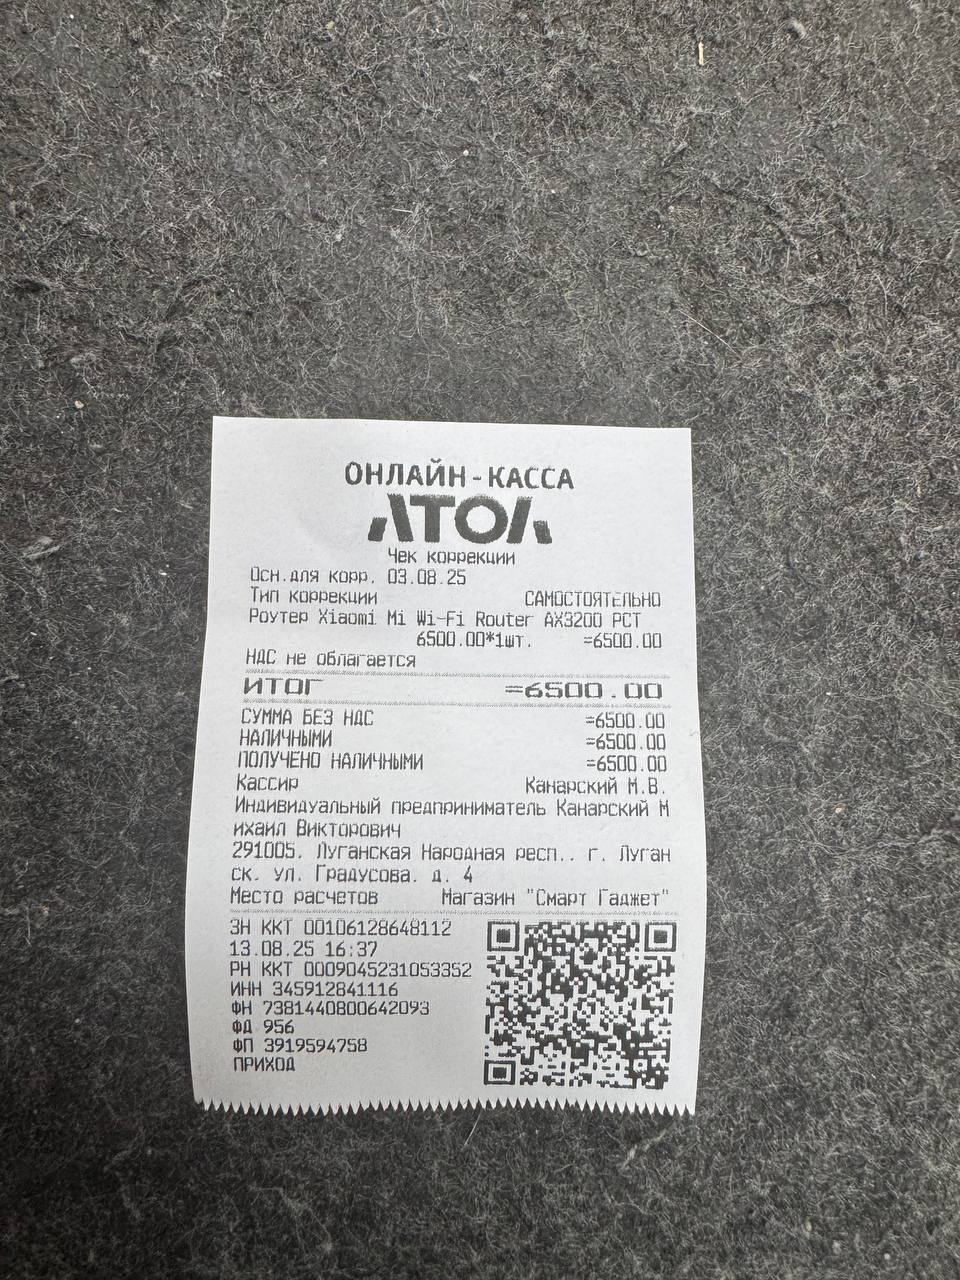 ОНЛАЙН-КАССА
АТОЛ
Чек коррекции
Осн.для корр. 03.08.25
Тип коррекции САМОСТОЯТЕЛЬНО
Роутер Xiaomi Mi Wi-Fi Router AX3200 РСТ
6500.00*1шт. =6500.00
НДС не облагается
ИТОГ =6500.00
СУММА БЕЗ НДС =6500.00
НАЛИЧНЫМИ =6500.00
ПОЛУЧЕНО НАЛИЧНЫМИ =6500.00
Кассир Канарский М.В.
Индивидуальный предприниматель Канарский М
ихаил Викторович
291005, Луганская Народная респ., г. Луган
ск, ул. Градусова, д. 4
Место расчетов Магазин "Смарт Гаджет"
ЗН ККТ 00106128648112
13.08.25 16:37
РН ККТ 0009045231053352
ИНН 345912841116
ФН 7381440800642093
ФД 956
ФП 3919594758
ПРИХОД